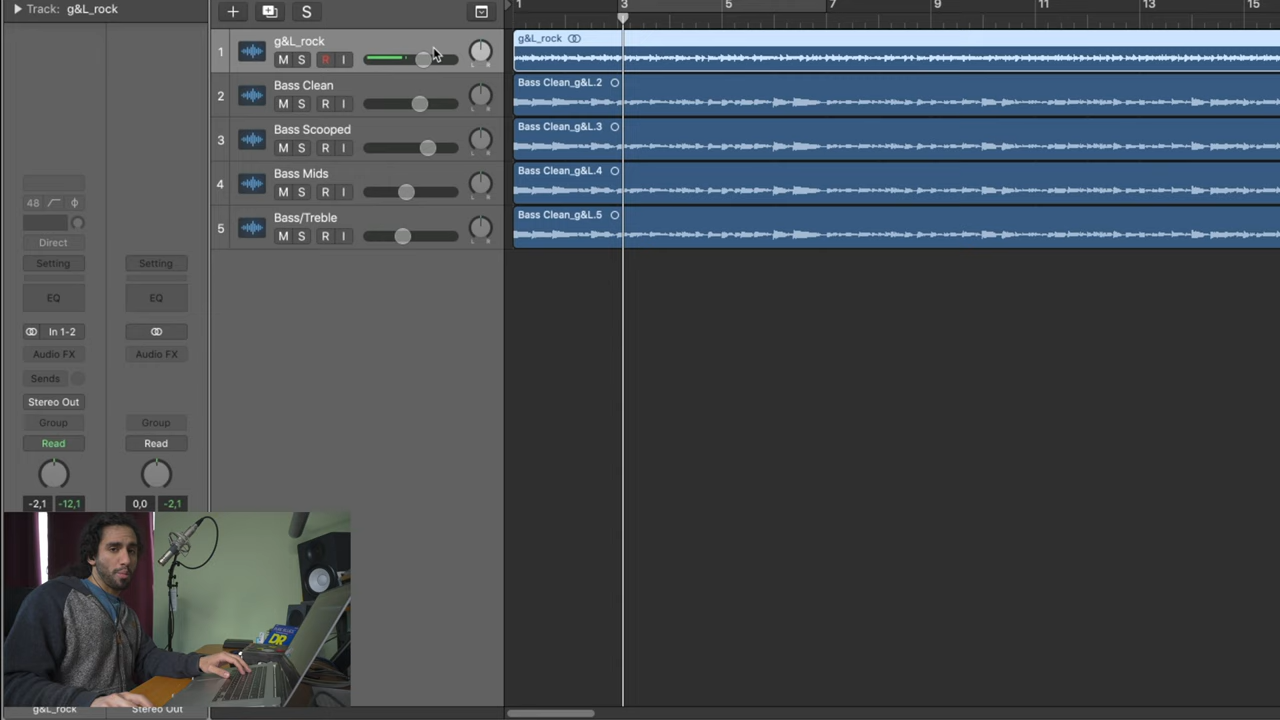 Track: g&L_rock
S
1
3
5
7
9
11
13
15
1
g&L_rock
M S R I
L R
g&L_rock
2
Bass Clean
M S R I
L R
Bass Clean_g&L.2
3
Bass Scooped
M S R I
L R
Bass Clean_g&L.3
4
Bass Mids
M S R I
L R
Bass Clean_g&L.4
5
Bass/Treble
M S R I
L R
Bass Clean_g&L.5
48
Direct
Setting
Setting
EQ
EQ
In 1-2
Audio FX
Audio FX
Sends
Stereo Out
Group
Group
Read
Read
-2,1
-12,1
0,0
-2,1
DR
g&L_rock
Stereo Out